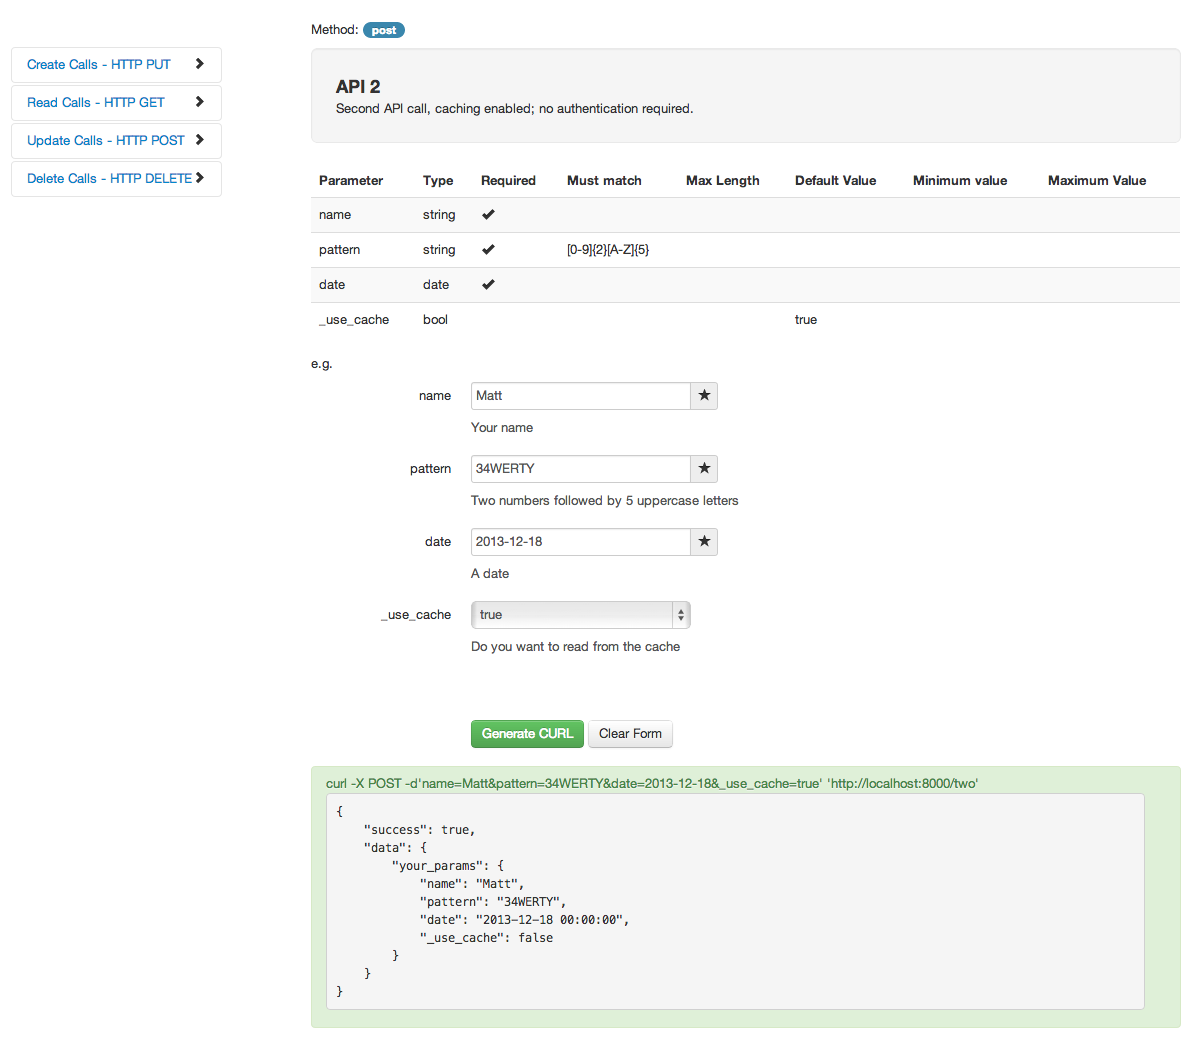 Method: post
Create Calls - HTTP PUT
Read Calls - HTTP GET
Update Calls - HTTP POST
Delete Calls - HTTP DELETE
API 2
Second API call, caching enabled; no authentication required.
Parameter Type Required Must match Max Length Default Value Minimum value Maximum Value
name string ✔
pattern string ✔ [0-9]{2}[A-Z]{5}
date date ✔
_use_cache bool true
e.g.
name Matt ★
Your name
pattern 34WERTY ★
Two numbers followed by 5 uppercase letters
date 2013-12-18 ★
A date
_use_cache true
Do you want to read from the cache
Generate CURL Clear Form
curl -X POST -d'name=Matt&pattern=34WERTY&date=2013-12-18&_use_cache=true' 'http://localhost:8000/two'
{
    "success": true,
    "data": {
        "your_params": {
            "name": "Matt",
            "pattern": "34WERTY",
            "date": "2013-12-18 00:00:00",
            "_use_cache": false
        }
    }
}